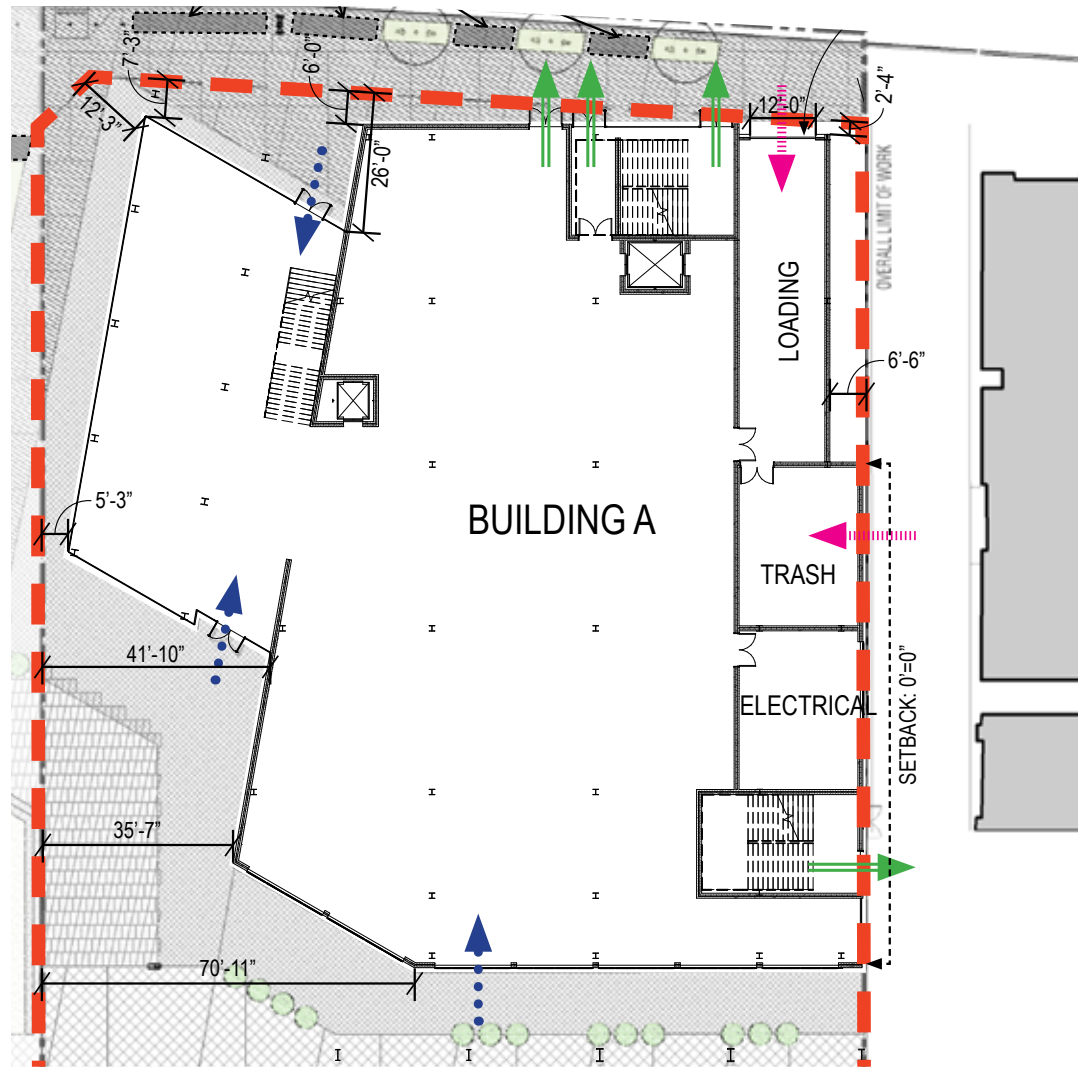 7'-3"
6'-0"
12'-3"
12'-0"
2'-4"
26'-0"
OVERALL LIMIT OF WORK
LOADING
6'-6"
5'-3"
BUILDING A
TRASH
41'-10"
ELECTRICAL
SETBACK: 0'=0"
35'-7"
70'-11"